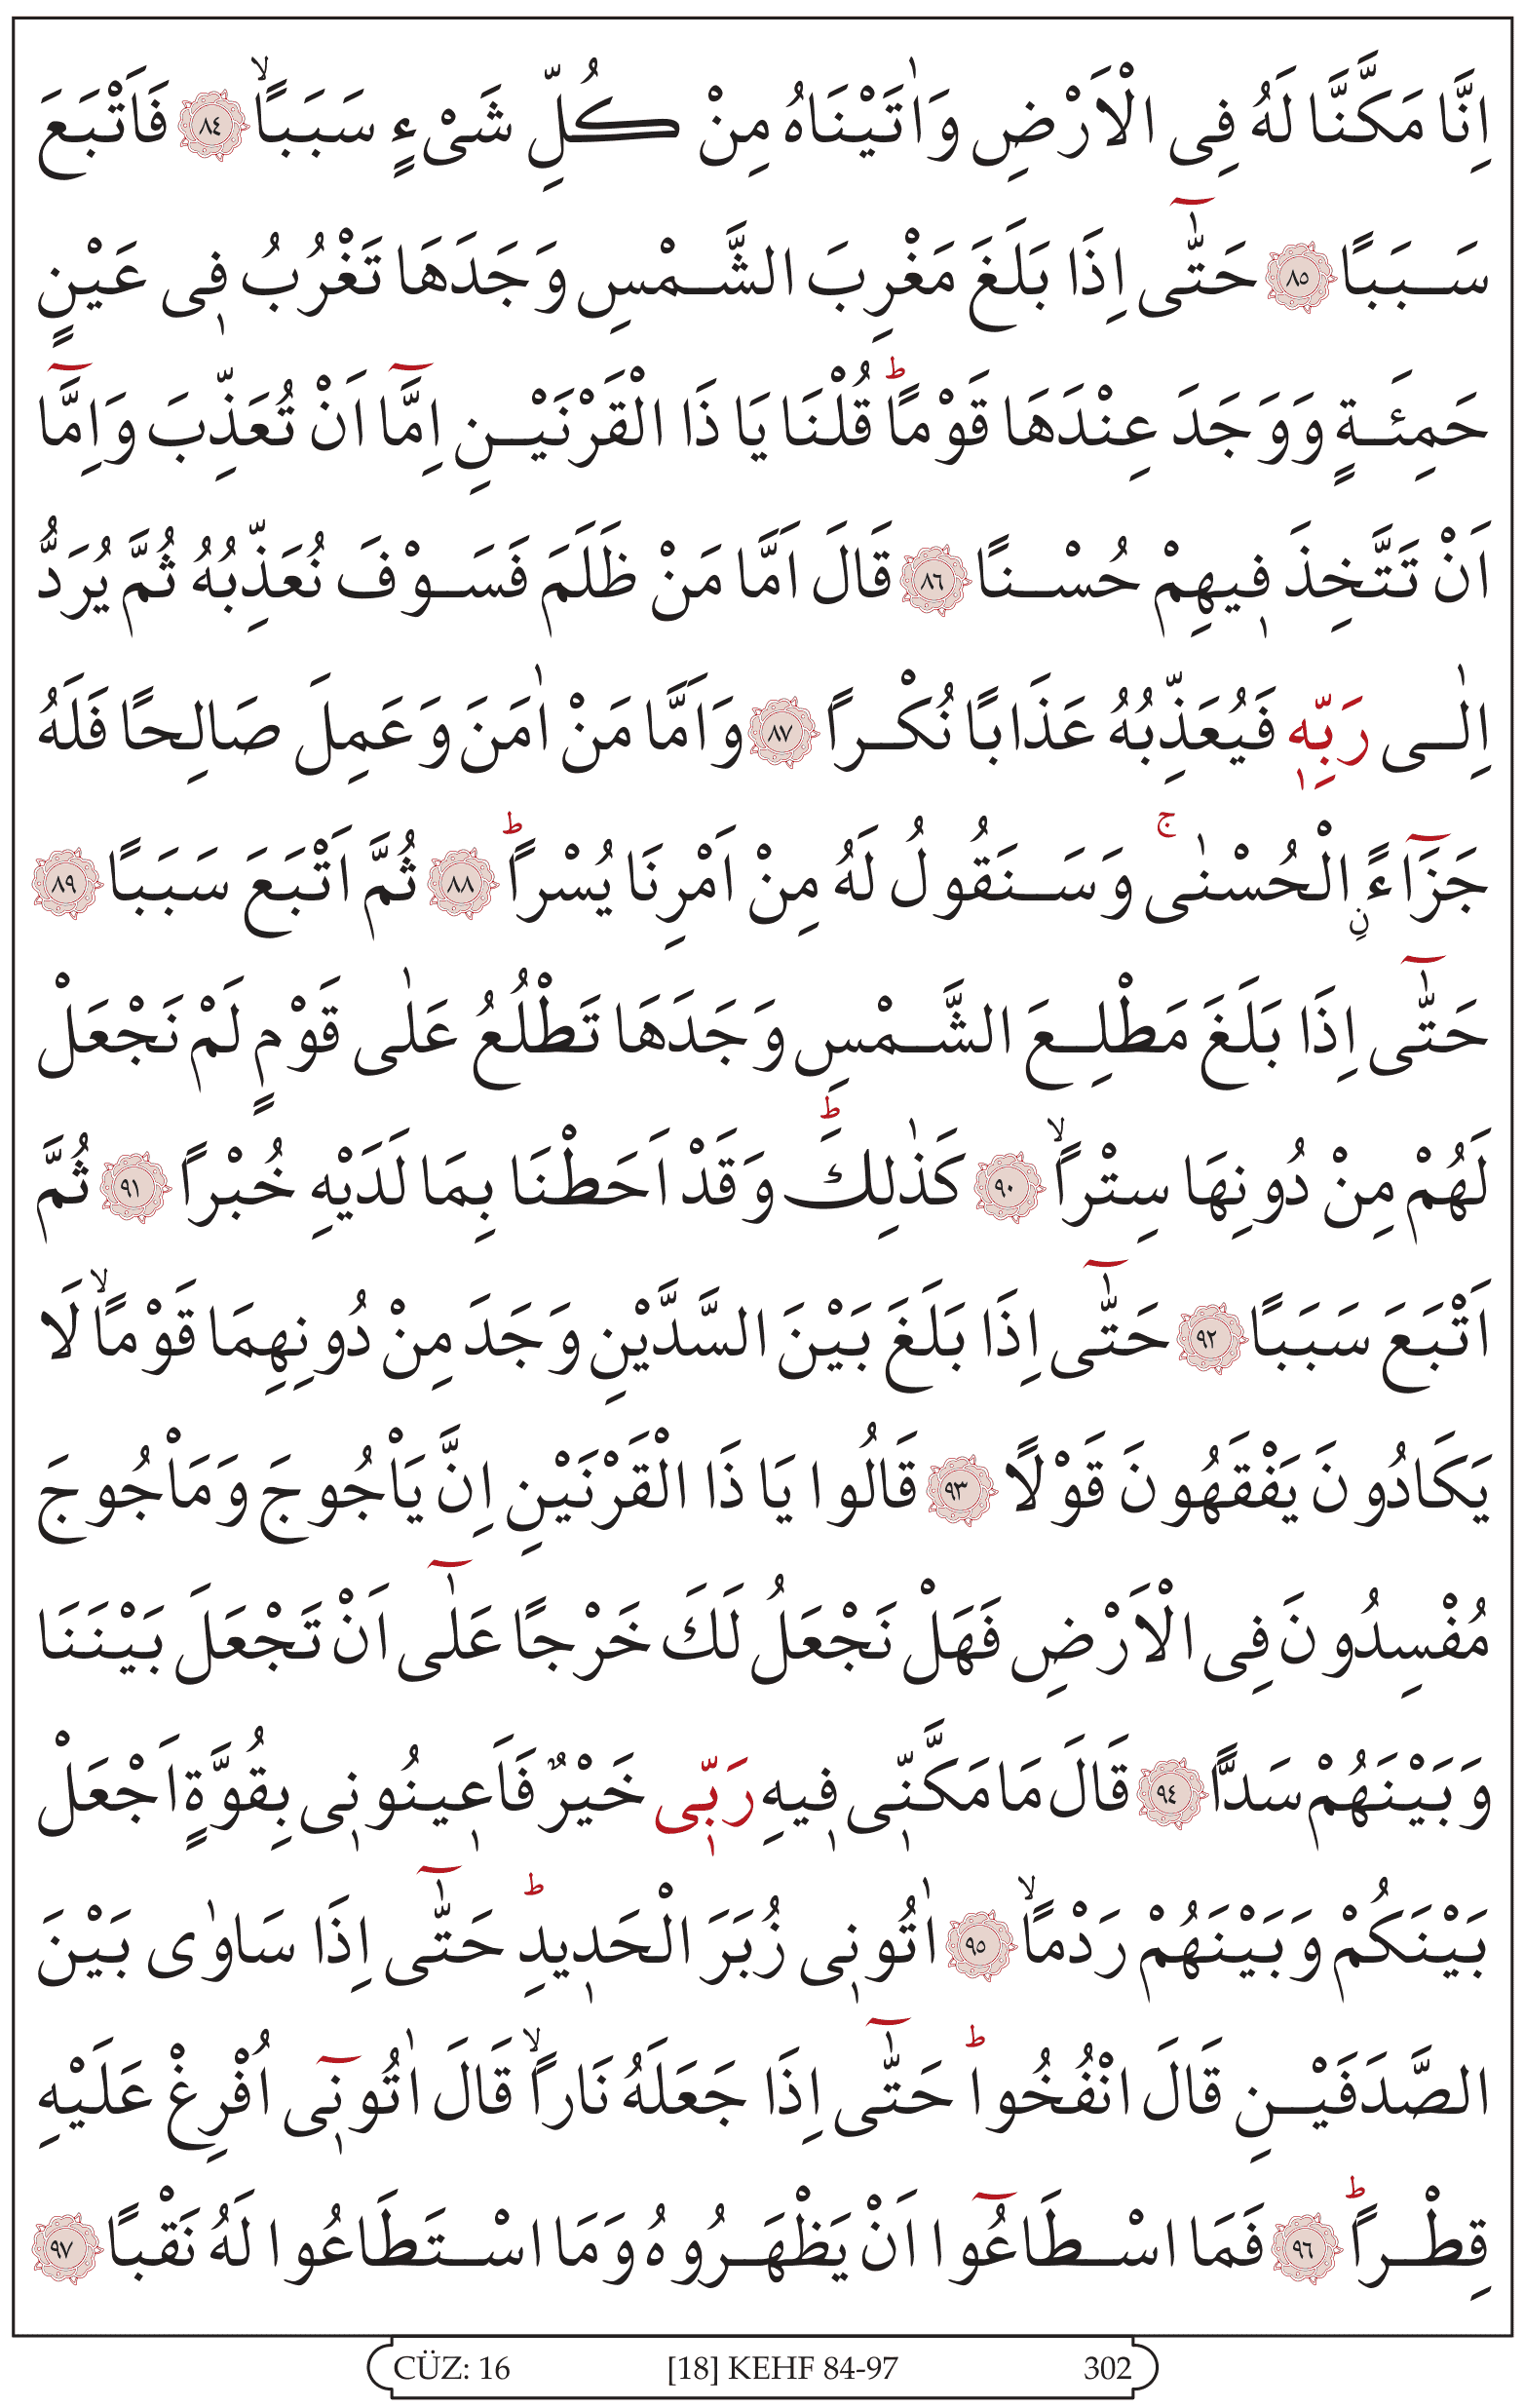 اِنَّا مَكَّنَّا لَهُ فِى الْاَرْضِ وَاٰتَيْنَاهُ مِنْ كُلِّ شَىْءٍ سَبَبًاۙ ﴿٨٤﴾ فَاَتْبَعَ
سَبَبًا ﴿٨٥﴾ حَتّٰٓى اِذَا بَلَغَ مَغْرِبَ الشَّمْسِ وَجَدَهَا تَغْرُبُ فٖى عَيْنٍ
حَمِئَةٍ وَوَجَدَ عِنْدَهَا قَوْمًاؕ قُلْنَا يَا ذَا الْقَرْنَيْنِ اِمَّٓا اَنْ تُعَذِّبَ وَاِمَّٓا
اَنْ تَتَّخِذَ فٖيهِمْ حُسْنًا ﴿٨٦﴾ قَالَ اَمَّا مَنْ ظَلَمَ فَسَوْفَ نُعَذِّبُهُ ثُمَّ يُرَدُّ
اِلٰى رَبِّهٖ فَيُعَذِّبُهُ عَذَابًا نُكْرًا ﴿٨٧﴾ وَاَمَّا مَنْ اٰمَنَ وَعَمِلَ صَالِحًا فَلَهُ
جَزَٓاءًۨ الْحُسْنٰىۚ وَسَنَقُولُ لَهُ مِنْ اَمْرِنَا يُسْرًاؕ ﴿٨٨﴾ ثُمَّ اَتْبَعَ سَبَبًا ﴿٨٩﴾
حَتّٰٓى اِذَا بَلَغَ مَطْلِعَ الشَّمْسِ وَجَدَهَا تَطْلُعُ عَلٰى قَوْمٍ لَمْ نَجْعَلْ
لَهُمْ مِنْ دُونِهَا سِتْرًاۙ ﴿٩٠﴾ كَذٰلِكَؕ وَقَدْ اَحَطْنَا بِمَا لَدَيْهِ خُبْرًا ﴿٩١﴾ ثُمَّ
اَتْبَعَ سَبَبًا ﴿٩٢﴾ حَتّٰٓى اِذَا بَلَغَ بَيْنَ السَّدَّيْنِ وَجَدَ مِنْ دُونِهِمَا قَوْمًاۙ لَا
يَكَادُونَ يَفْقَهُونَ قَوْلًا ﴿٩٣﴾ قَالُوا يَا ذَا الْقَرْنَيْنِ اِنَّ يَاْجُوجَ وَمَاْجُوجَ
مُفْسِدُونَ فِى الْاَرْضِ فَهَلْ نَجْعَلُ لَكَ خَرْجًا عَلٰٓى اَنْ تَجْعَلَ بَيْنَنَا
وَبَيْنَهُمْ سَدًّا ﴿٩٤﴾ قَالَ مَا مَكَّنّٖى فٖيهِ رَبّٖى خَيْرٌ فَاَعٖينُونٖى بِقُوَّةٍ اَجْعَلْ
بَيْنَكُمْ وَبَيْنَهُمْ رَدْمًاۙ ﴿٩٥﴾ اٰتُونٖى زُبَرَ الْحَدٖيدِؕ حَتّٰٓى اِذَا سَاوٰى بَيْنَ
الصَّدَفَيْنِ قَالَ انْفُخُواؕ حَتّٰٓى اِذَا جَعَلَهُ نَارًاۙ قَالَ اٰتُونٖٓى اُفْرِغْ عَلَيْهِ
قِطْرًاؕ ﴿٩٦﴾ فَمَا اسْطَاعُٓوا اَنْ يَظْهَرُوهُ وَمَا اسْتَطَاعُوا لَهُ نَقْبًا ﴿٩٧﴾
CÜZ: 16 [18] KEHF 84-97 302